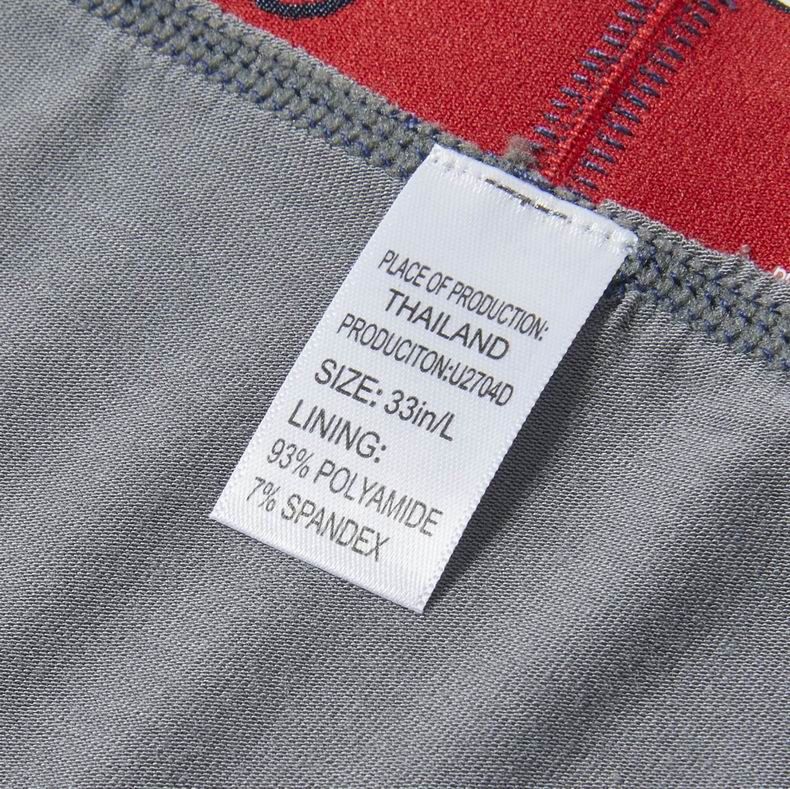 PLACE OF PRODUCTION:
THAILAND
PRODUCITON:U2704D
SIZE: 33in/L
LINING:
93% POLYAMIDE
7% SPANDEX